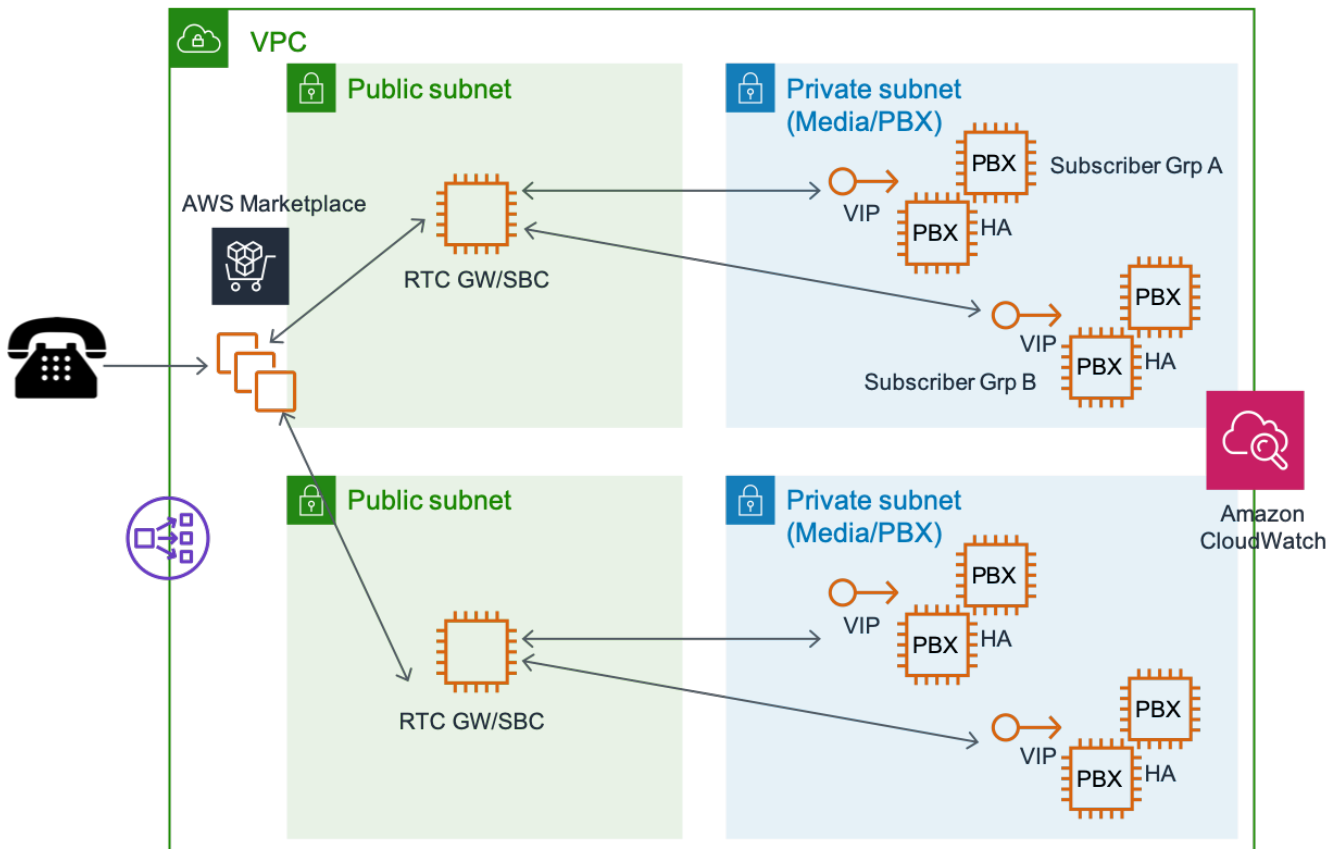 VPC
Public subnet
Private subnet
(Media/PBX)
AWS Marketplace
RTC GW/SBC
PBX
Subscriber Grp A
VIP
PBX
HA
PBX
VIP
PBX
HA
Subscriber Grp B
Amazon
CloudWatch
Public subnet
Private subnet
(Media/PBX)
RTC GW/SBC
PBX
VIP
PBX
HA
PBX
VIP
PBX
HA